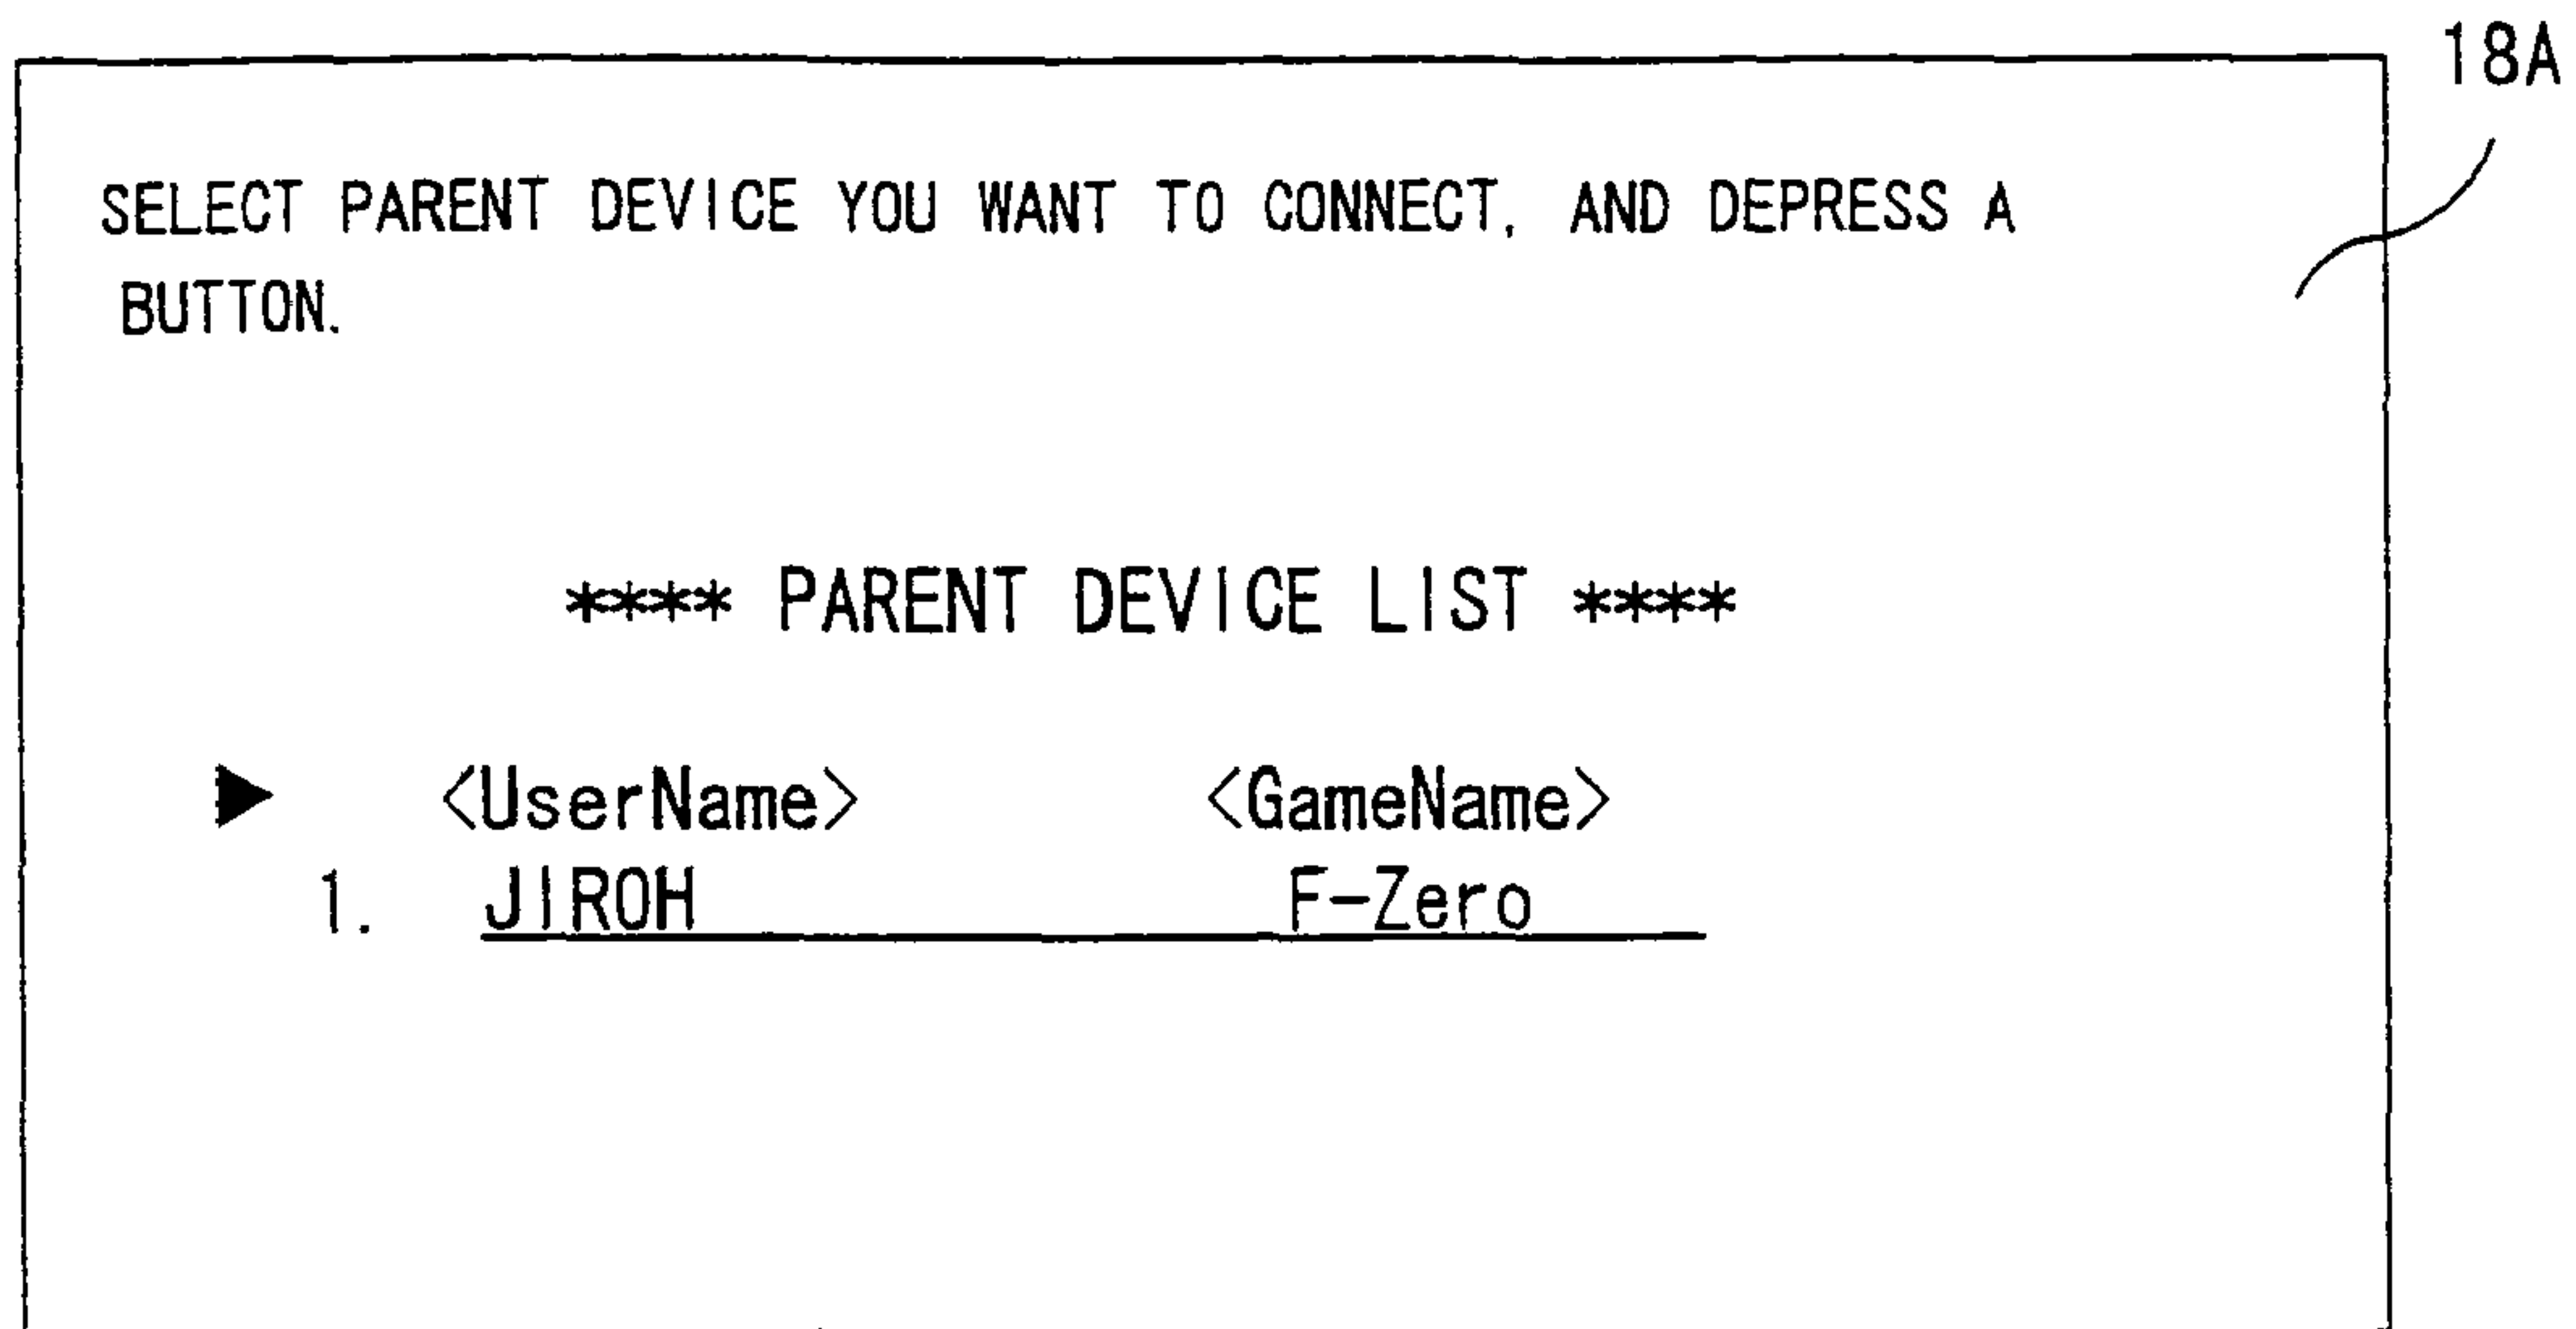 18A
SELECT PARENT DEVICE YOU WANT TO CONNECT, AND DEPRESS A
BUTTON.
**** PARENT DEVICE LIST ****
▶ <UserName> <GameName>
1. JIROH F-Zero